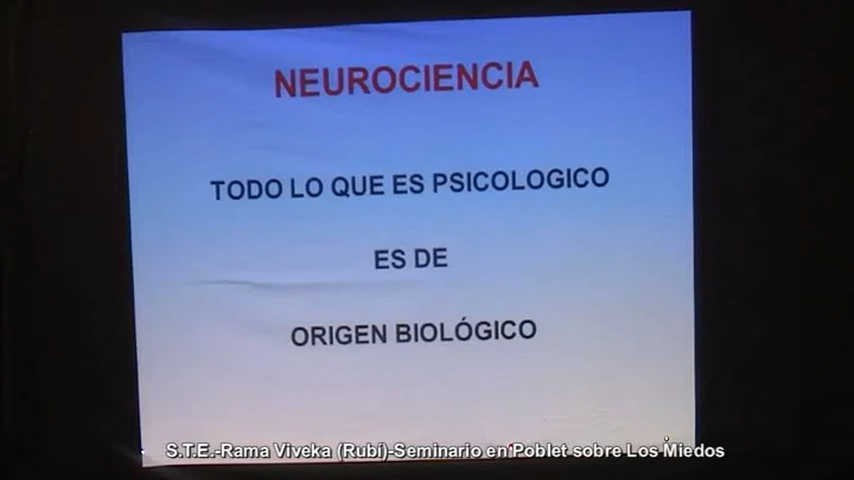 NEUROCIENCIA
TODO LO QUE ES PSICOLOGICO
ES DE
ORIGEN BIOLÓGICO
S.T.E.-Rama Viveka (Rubí)-Seminario en Poblet sobre Los Miedos